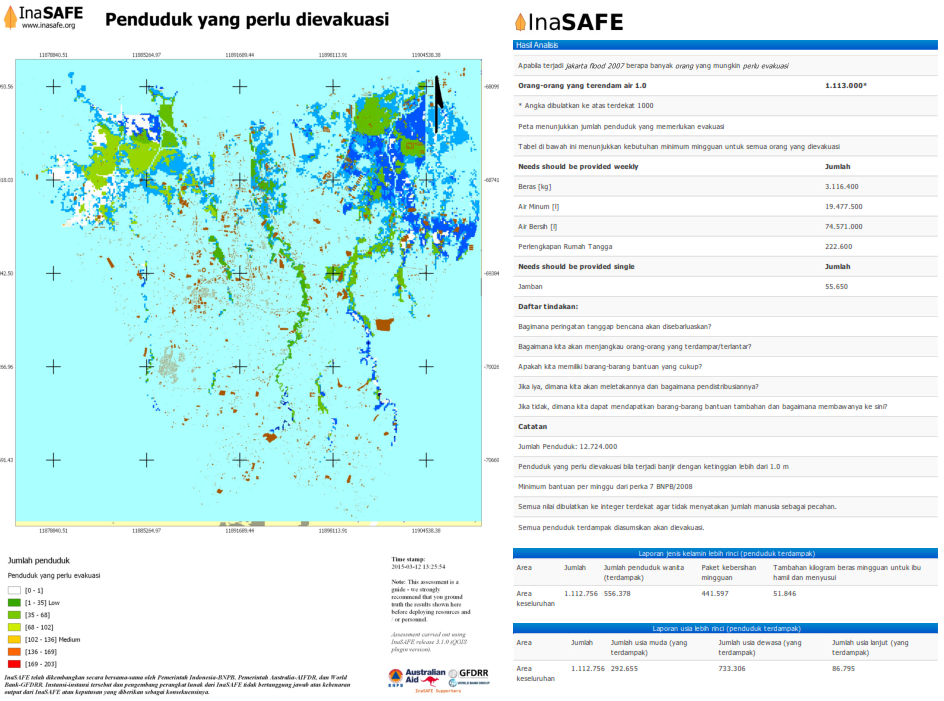 InaSAFE
www.inasafe.org
Penduduk yang perlu dievakuasi
11878840.51 11885264.97 11891689.44 11898113.91 11904538.38
11878840.51 11885264.97 11891689.44 11898113.91 11904538.38
Jumlah penduduk
Penduduk yang perlu evakuasi
[0 - 1]
[1 - 35] Low
[35 - 68]
[68 - 102]
[102 - 136] Medium
[136 - 169]
[169 - 203]
Time stamp:
2015-03-12 13:25:54
Note: This assessment is a
guide - we strongly
recommend that you ground
truth the results shown here
before deploying resources and
/ or personnel.
Assessment carried out using
InaSAFE release 3.1.0 (QGIS
plugin version).
InaSAFE telah dikembangkan secara bersama-sama oleh Pemerintah Indonesia-BNPB, Pemerintah Australia-AIFDR, dan World
Bank-GFDRR. Instansi-instansi tersebut dan pengembang perangkat lunak dari InaSAFE tidak bertanggung jawab atas kebenaran
output dari InaSAFE atau keputusan yang diberikan sebagai konsekuensinya.
BNPB
Australian
Aid
GFDRR
WORLD BANK GROUP
InaSAFE Supporters
InaSAFE
Hasil Analisis
Apabila terjadi jakarta flood 2007 berapa banyak orang yang mungkin perlu evakuasi
Orang-orang yang terendam air 1.0 1.113.000*
* Angka dibulatkan ke atas terdekat 1000
Peta menunjukkan jumlah penduduk yang memerlukan evakuasi
Tabel di bawah ini menunjukkan kebutuhan minimum mingguan untuk semua orang yang dievakuasi
Needs should be provided weekly Jumlah
Beras [kg] 3.116.400
Air Minum [l] 19.477.500
Air Bersih [l] 74.571.000
Perlengkapan Rumah Tangga 222.600
Needs should be provided single Jumlah
Jamban 55.650
Daftar tindakan:
Bagaimana peringatan tanggap bencana akan disebarluaskan?
Bagaimana kita akan menjangkau orang-orang yang terdampar/terlantar?
Apakah kita memiliki barang-barang bantuan yang cukup?
Jika iya, dimana kita akan meletakannya dan bagaimana pendistribusiannya?
Jika tidak, dimana kita dapat mendapatkan barang-barang bantuan tambahan dan bagaimana membawanya ke sini?
Catatan
Jumlah Penduduk: 12.724.000
Penduduk yang perlu dievakuasi bila terjadi banjir dengan ketinggian lebih dari 1.0 m
Minimum bantuan per minggu dari perka 7 BNPB/2008
Semua nilai dibulatkan ke integer terdekat agar tidak menyatakan jumlah manusia sebagai pecahan.
Semua penduduk terdampak diasumsikan akan dievakuasi.
Laporan jenis kelamin lebih rinci (penduduk terdampak)
Area Jumlah Jumlah penduduk wanita Paket kebersihan Tambahan kilogram beras mingguan untuk ibu
(terdampak) mingguan hamil dan menyusui
Area 1.112.756 556.378 441.597 51.846
keseluruhan
Laporan usia lebih rinci (penduduk terdampak)
Area Jumlah Jumlah usia muda (yang Jumlah usia dewasa (yang Jumlah usia lanjut (yang
terdampak) terdampak) terdampak)
Area 1.112.756 292.655 733.306 86.795
keseluruhan